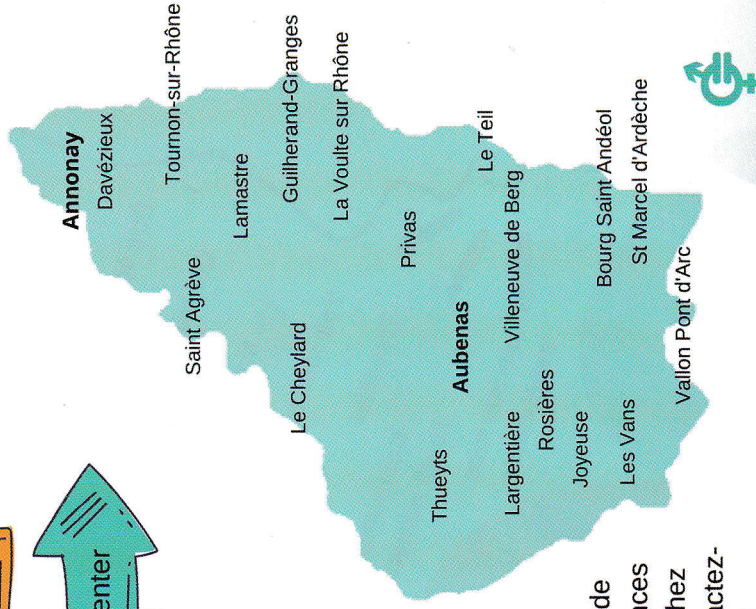 Annonay
Davézieux
Tournon-sur-Rhône
Saint Agrève
Lamastre
Guilherand-Granges
Le Cheylard
La Voulte sur Rhône
Privas
Thueyts
Aubenas
Le Teil
Largentière
Villeneuve de Berg
Rosières
Joyeuse
Bourg Saint Andéol
Les Vans
St Marcel d'Ardèche
Vallon Pont d'Arc
enter
de
nces
hez
actez-